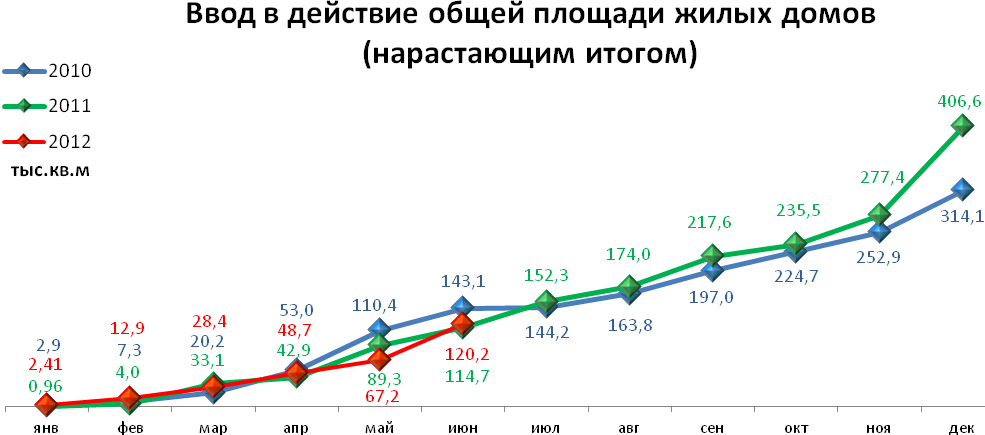 Ввод в действие общей площади жилых домов
(нарастающим итогом)
2010
2011
2012
тыс.кв.м
406,6
277,4
314,1
235,5
217,6
252,9
174,0
224,7
152,3
197,0
143,1
163,8
110,4
144,2
53,0
12,9 28,4 48,7
2,9 7,3 20,2 42,9
2,41 4,0 33,1 120,2
0,96 89,3 114,7
67,2
янв фев мар апр май июн июл авг сен окт ноя дек